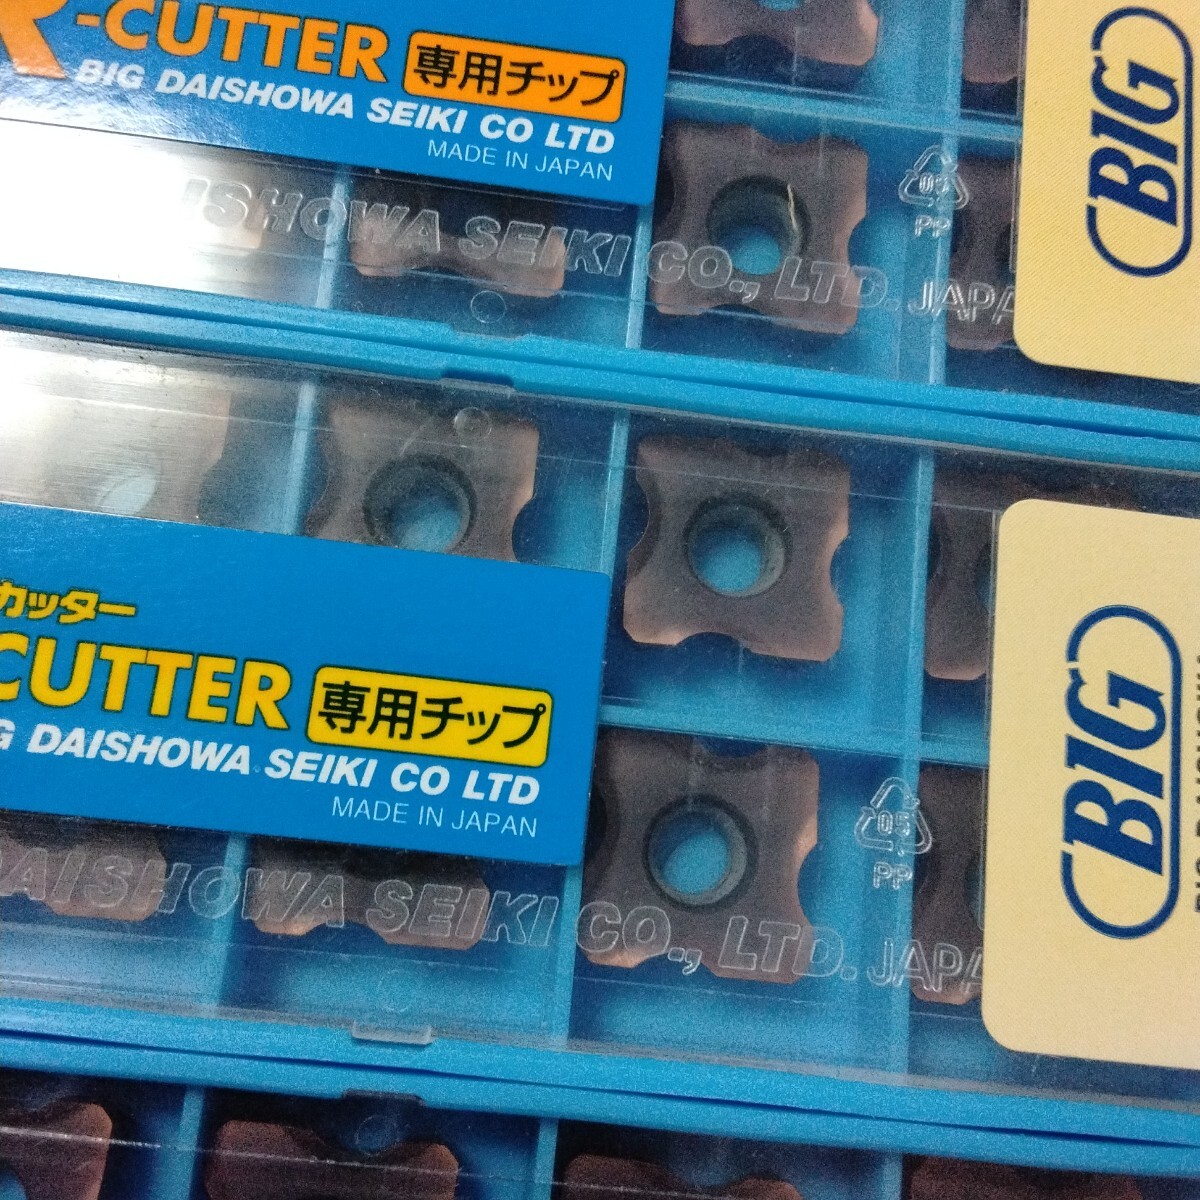 R-CUTTER 専用チップ
BIG DAISHOWA SEIKI CO LTD
MADE IN JAPAN
ISHOWA SEIKI CO., LTD. JAPA
05
PP
BIG
カッター
CUTTER 専用チップ
G DAISHOWA SEIKI CO LTD
MADE IN JAPAN
DAISHOWA SEIKI CO., LTD. JAPA
05
PP
BIG